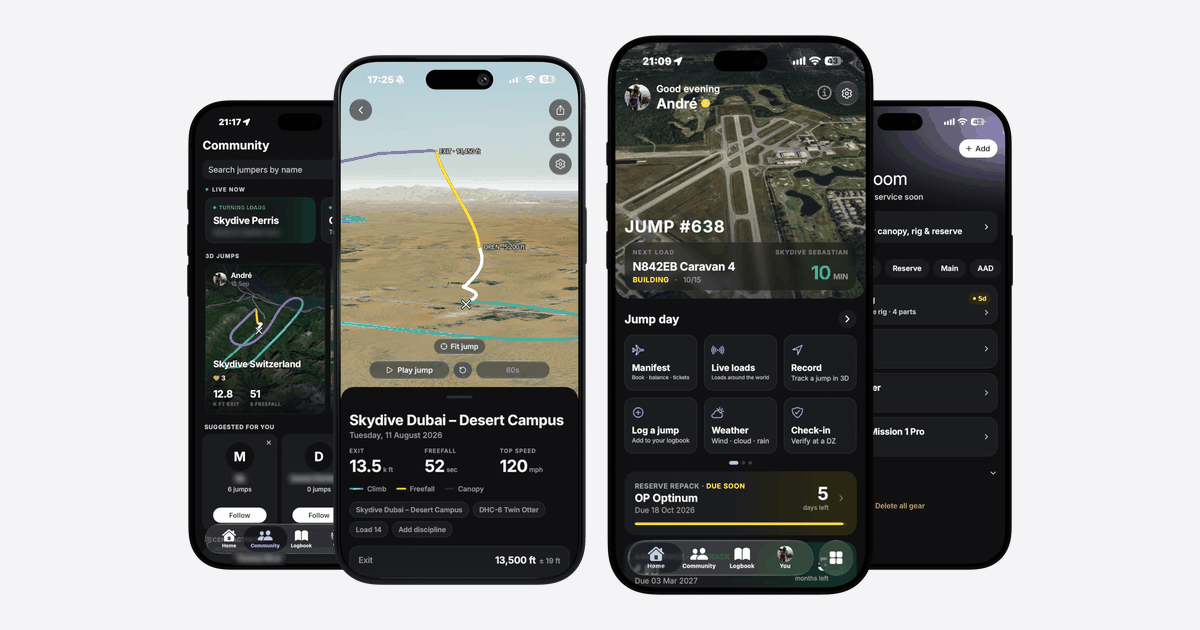 21:17
Community
Search jumpers by name
LIVE NOW
TURNING LOADS
Skydive Perris
3D JUMPS
André
15 Sep
Skydive Switzerland
3
12.8
K FT EXIT
51
S FREEFALL
SUGGESTED FOR YOU
M
6 jumps
Follow
D
0 jumps
Follow
Home
Community
Logbook
17:25
64
EXIT · 13,450 ft
OPEN · 5,200 ft
Fit jump
Play jump
60s
Skydive Dubai – Desert Campus
Tuesday, 11 August 2026
EXIT
FREEFALL
TOP SPEED
13.5 k ft
52 sec
120 mph
Climb
Freefall
Canopy
Skydive Dubai – Desert Campus
DHC-6 Twin Otter
Load 14
Add discipline
Exit
13,500 ft ± 19 ft
21:09
43
Good evening
André
JUMP #638
NEXT LOAD
SKYDIVE SEBASTIAN
N842EB Caravan 4
BUILDING · 10/15
10 MIN
Jump day
Manifest
Book · balance · tickets
Live loads
Loads around the world
Record
Track a jump in 3D
Log a jump
Add to your logbook
Weather
Wind · cloud · rain
Check-in
Verify at a DZ
RESERVE REPACK · DUE SOON
OP Optinum
Due 18 Oct 2026
5
days left
Home
Community
Logbook
You
Due 03 Mar 2027
months left
42
+ Add
oom
service soon
canopy, rig & reserve
Reserve
Main
AAD
5d
e rig · 4 parts
er
Mission 1 Pro
Delete all gear